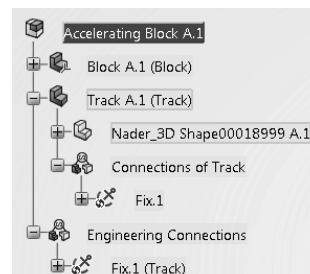 Accelerating Block A.1
Block A.1 (Block)
Track A.1 (Track)
Nader_3D Shape00018999 A.1
Connections of Track
Fix.1
Engineering Connections
Fix.1 (Track)